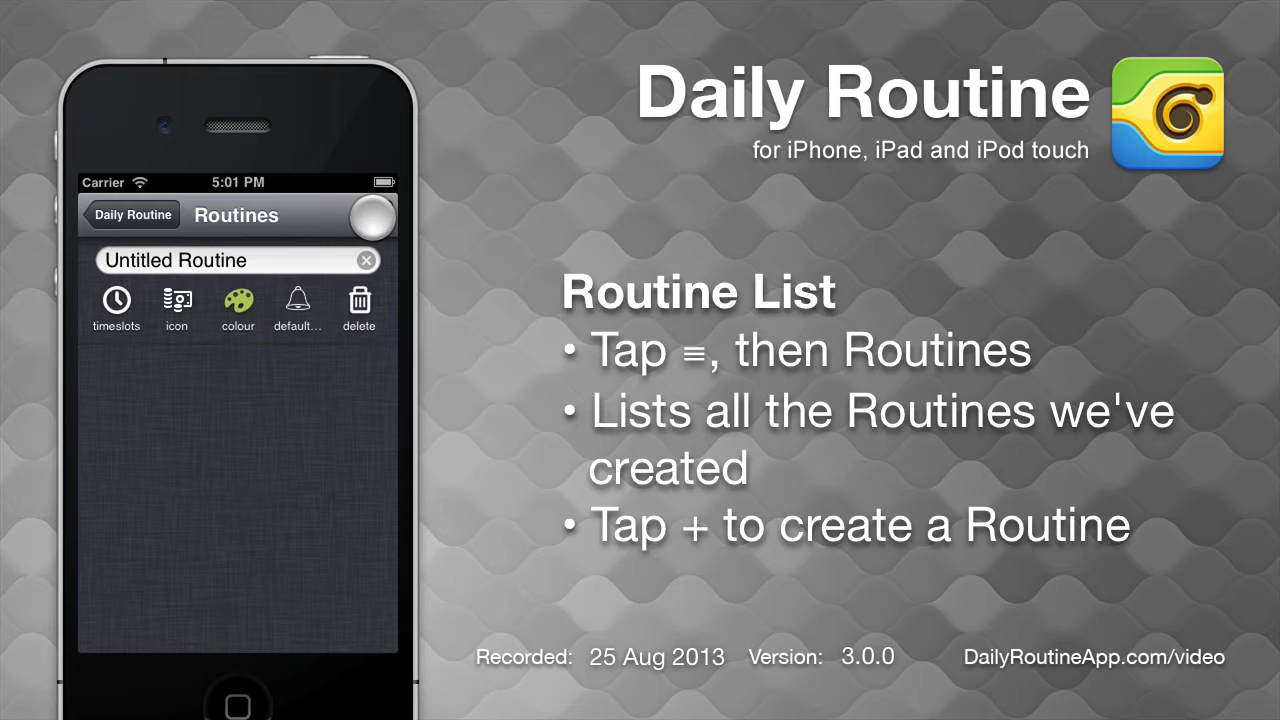 Daily Routine
for iPhone, iPad and iPod touch
Carrier 5:01 PM
Daily Routine Routines
Untitled Routine
timeslots icon colour default... delete
Routine List
• Tap ≡, then Routines
• Lists all the Routines we've
created
• Tap + to create a Routine
Recorded: 25 Aug 2013 Version: 3.0.0 DailyRoutineApp.com/video